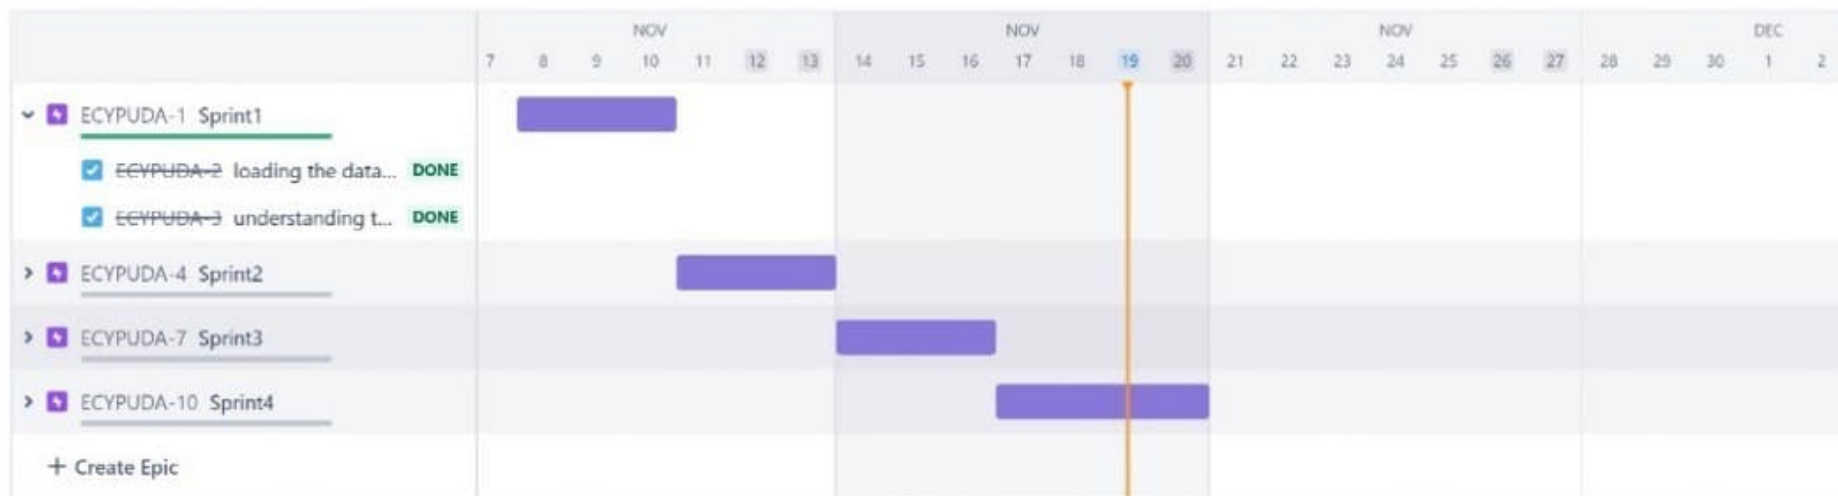 NOV NOV NOV DEC
7 8 9 10 11 12 13 14 15 16 17 18 19 20 21 22 23 24 25 26 27 28 29 30 1 2
ECYPUDA-1 Sprint1
ECYPUDA-2 loading the data... DONE
ECYPUDA-3 understanding t... DONE
ECYPUDA-4 Sprint2
ECYPUDA-7 Sprint3
ECYPUDA-10 Sprint4
+ Create Epic